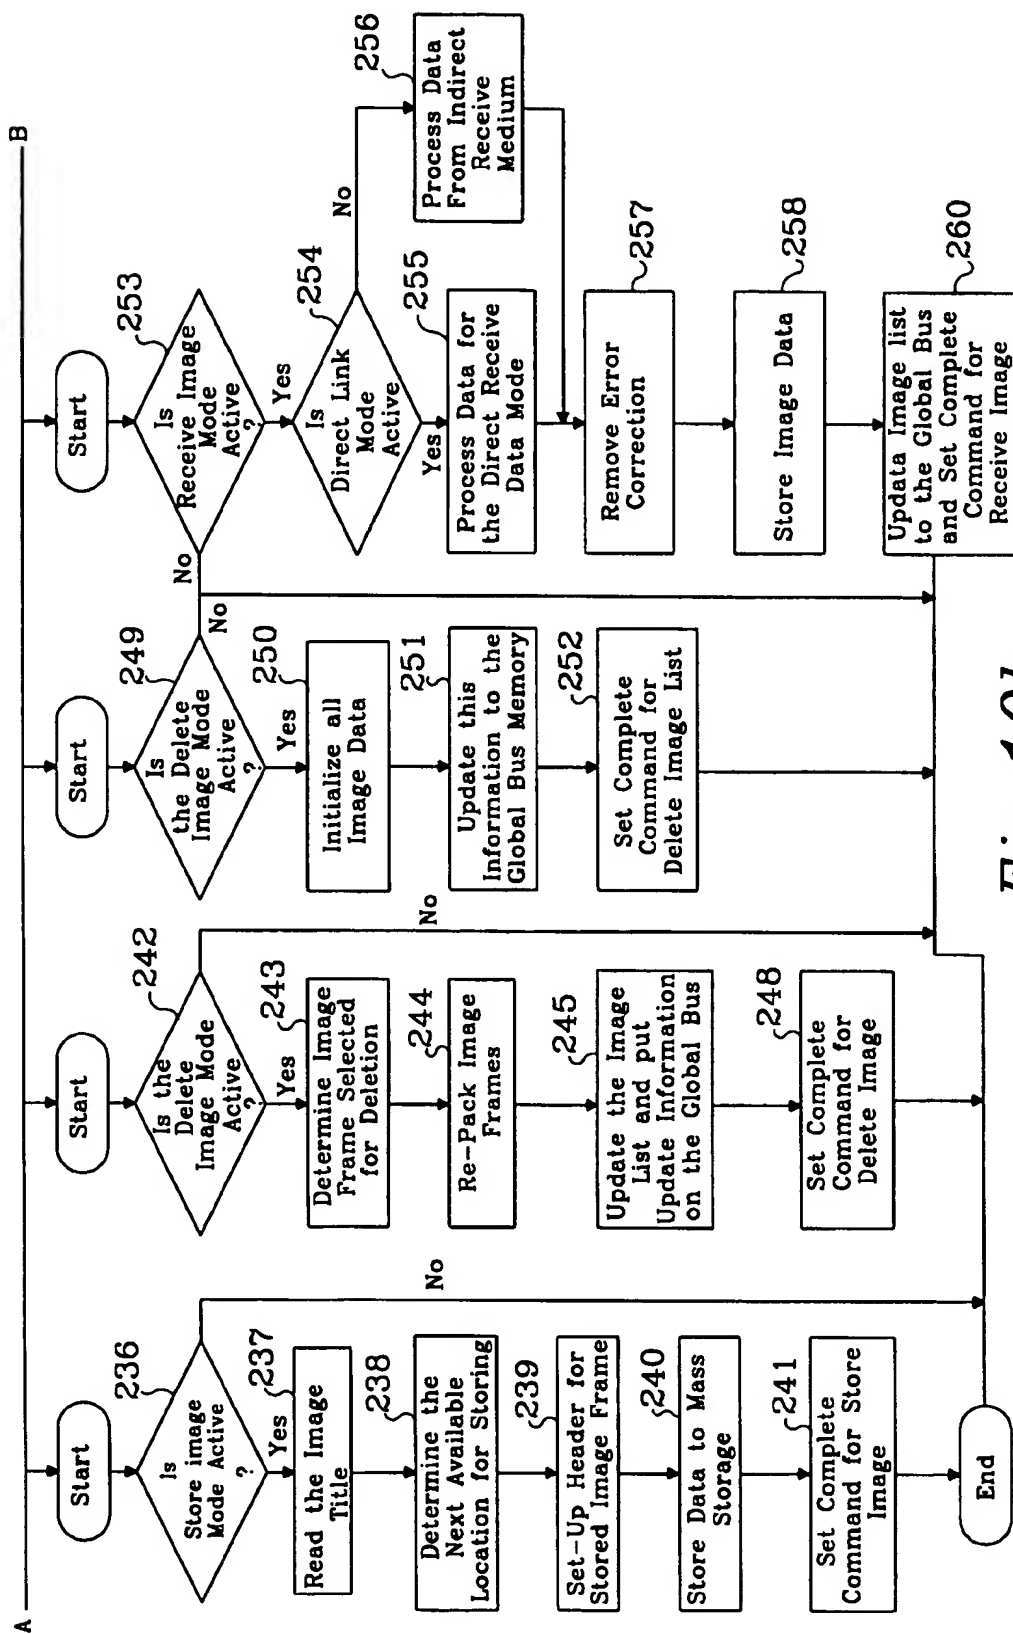 A
B
Start
236
Is
Store image
Mode Active
?
Yes
No
237
Read the Image
Title
238
Determine the
Next Available
Location for Storing
239
Set-Up Header for
Stored Image Frame
240
Store Data to Mass
Storage
241
Set Complete
Command for Store
Image
End
Start
242
Is the
Delete
Image Mode
Active
?
Yes
No
243
Determine Image
Frame Selected
for Deletion
244
Re-Pack Image
Frames
245
Update the Image
List and put
Update Information
on the Global Bus
248
Set Complete
Command for
Delete Image
Start
249
Is
the Delete
Image Mode
Active
?
Yes
No
250
Initialize all
Image Data
251
Update this
Information to the
Global Bus Memory
252
Set Complete
Command for
Delete Image List
Start
253
Is
Receive Image
Mode
Active
?
Yes
No
254
Is
Direct Link
Mode
Active
Yes
No
255
Process Data for
the Direct Receive
Data Mode
256
Process Data
From Indirect
Receive
Medium
257
Remove Error
Correction
258
Store Image Data
260
Updata Image list
to the Global Bus
and Set Complete
Command for
Receive Image